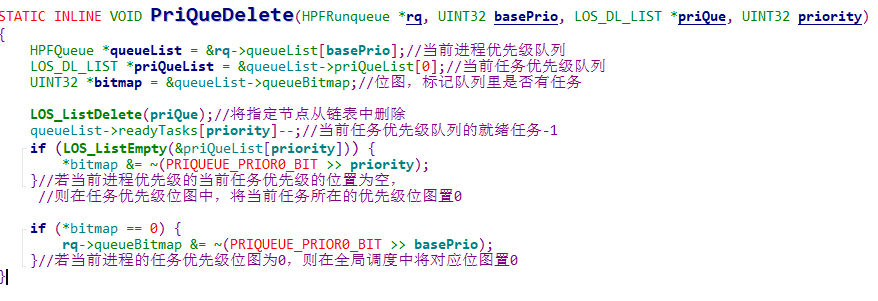 STATIC INLINE VOID PriQueDelete(HPFRunqueue *rq, UINT32 basePrio, LOS_DL_LIST *priQue, UINT32 priority)
{
    HPFQueue *queueList = &rq->queueList[basePrio];//当前进程优先级队列
    LOS_DL_LIST *priQueList = &queueList->priQueList[0];//当前任务优先级队列
    UINT32 *bitmap = &queueList->queueBitmap;//位图，标记队列里是否有任务
    LOS_ListDelete(priQue);//将指定节点从链表中删除
    queueList->readyTasks[priority]--;//当前任务优先级队列的就绪任务-1
    if (LOS_ListEmpty(&priQueList[priority])) {
        *bitmap &= ~(PRIQUEUE_PRIOR0_BIT >> priority);
    }//若当前进程优先级的当前任务优先级的位置为空，
     //则在任务优先级位图中，将当前任务所在的优先级位图置0
    if (*bitmap == 0) {
        rq->queueBitmap &= ~(PRIQUEUE_PRIOR0_BIT >> basePrio);
    }//若当前进程的任务优先级位图为0，则在全局调度中将对应位图置0
}